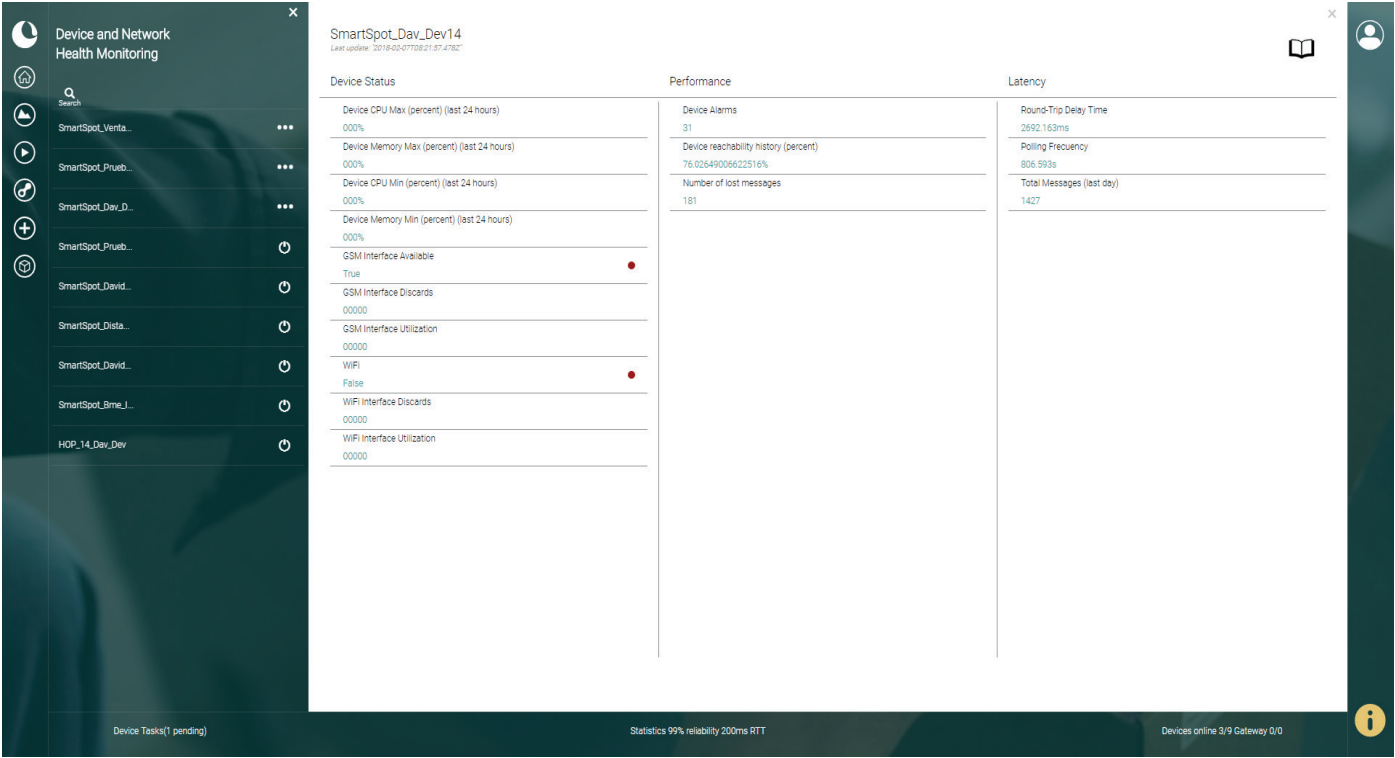 Device and Network
Health Monitoring
Search
SmartSpot_Venta...
SmartSpot_Prueb...
SmartSpot_Dav_D...
SmartSpot_Prueb...
SmartSpot_David...
SmartSpot_Dista...
SmartSpot_David...
SmartSpot_Bme_I...
HOP_14_Dav_Dev
SmartSpot_Dav_Dev14
Last update: "2018-02-07T08:21:57.478Z"
Device Status
Device CPU Max (percent) (last 24 hours)
000%
Device Memory Max (percent) (last 24 hours)
000%
Device CPU Min (percent) (last 24 hours)
000%
Device Memory Min (percent) (last 24 hours)
000%
GSM Interface Available
True
GSM Interface Discards
00000
GSM Interface Utilization
00000
WiFi
False
WiFi Interface Discards
00000
WiFi Interface Utilization
00000
Performance
Device Alarms
31
Device reachability history (percent)
76.02649006622516%
Number of lost messages
181
Latency
Round-Trip Delay Time
2692.163ms
Polling Frecuency
806.593s
Total Messages (last day)
1427
Device Tasks(1 pending)
Statistics 99% reliability 200ms RTT
Devices online 3/9 Gateway 0/0